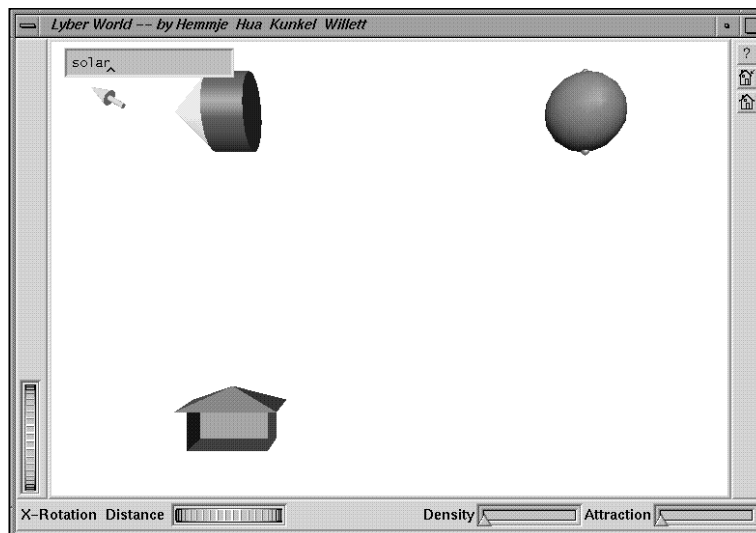 Lyber World -- by Hemmje Hua Kunkel Willett
solar
?
X-Rotation Distance Density Attraction